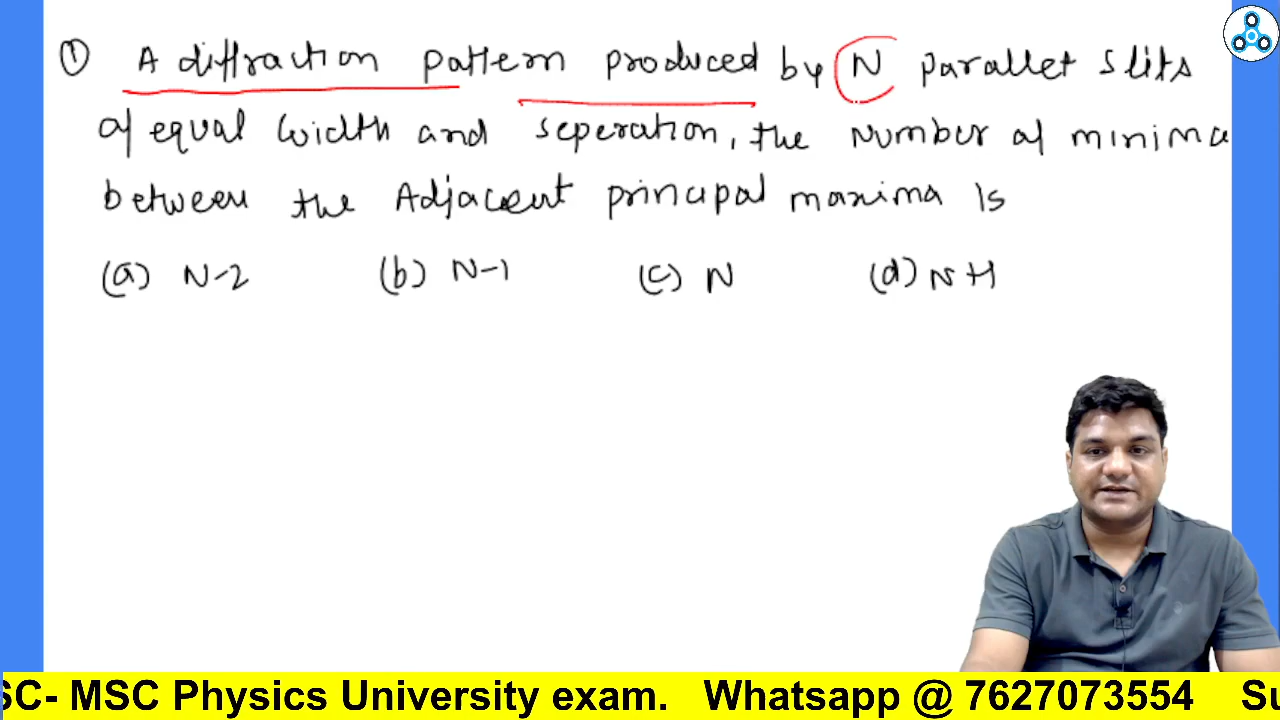 ① A diffraction pattern produced by N parallel slits
of equal width and seperation, the number of minima
between the Adjacent principal maxima is
(a) N-2 (b) N-1 (c) N (d) N+1
SC- MSC Physics University exam. Whatsapp @ 7627073554 Su